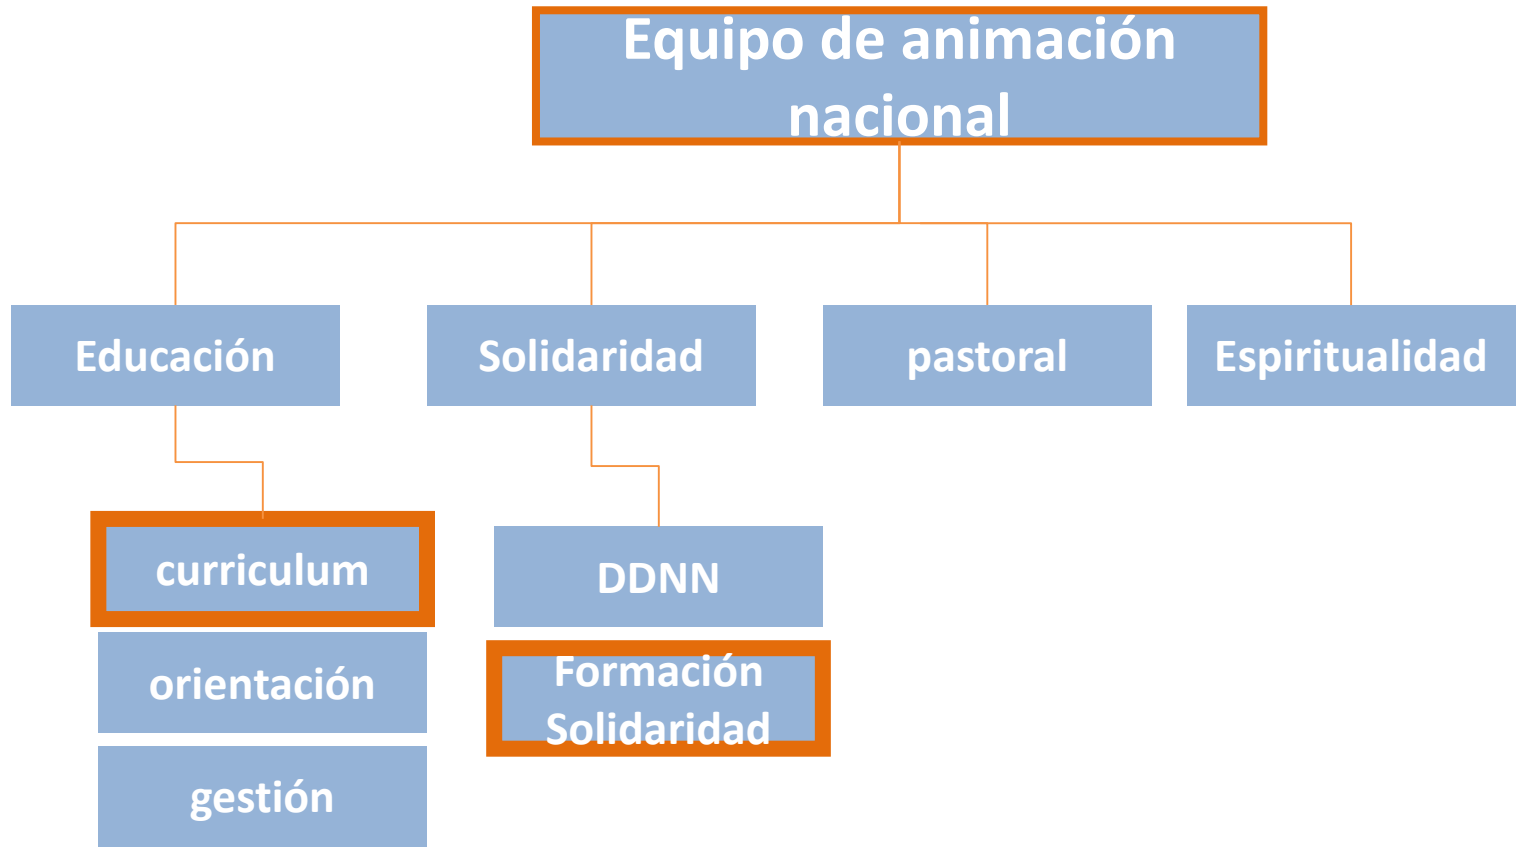 Equipo de animación
nacional
Educación
Solidaridad
pastoral
Espiritualidad
curriculum
orientación
gestión
DDNN
Formación
Solidaridad